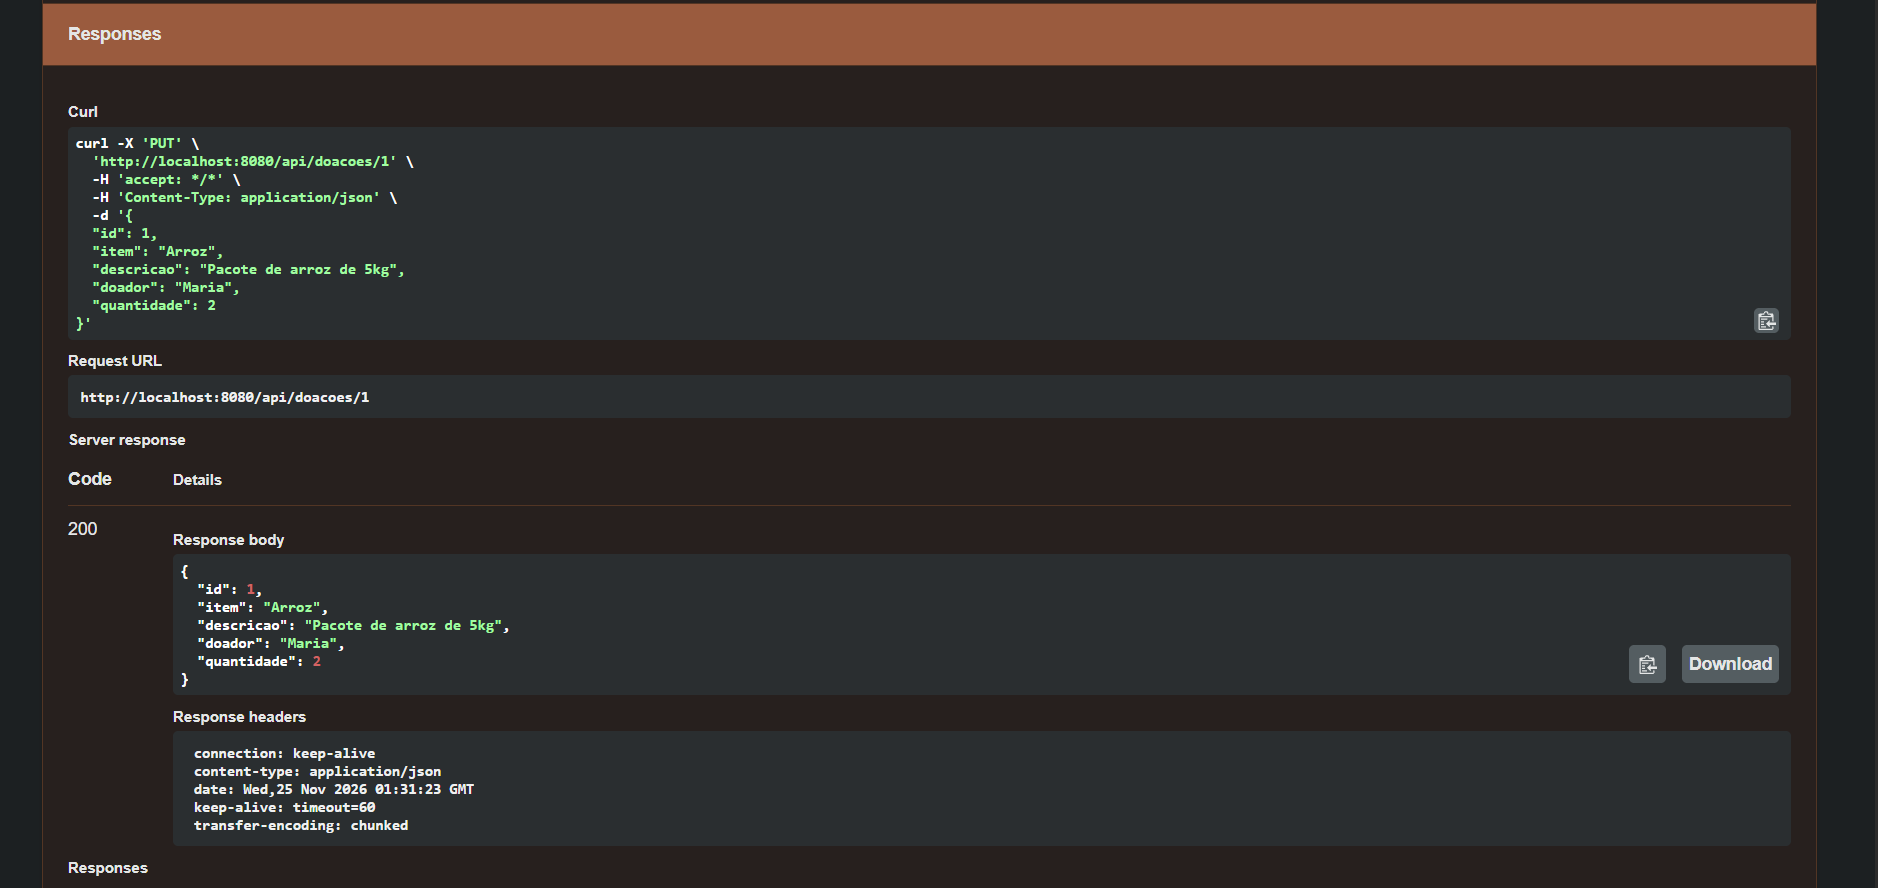 Responses
Curl
curl -X 'PUT' \
  'http://localhost:8080/api/doacoes/1' \
  -H 'accept: */*' \
  -H 'Content-Type: application/json' \
  -d '{
  "id": 1,
  "item": "Arroz",
  "descricao": "Pacote de arroz de 5kg",
  "doador": "Maria",
  "quantidade": 2
}'
Request URL
http://localhost:8080/api/doacoes/1
Server response
Code Details
200
Response body
{
  "id": 1,
  "item": "Arroz",
  "descricao": "Pacote de arroz de 5kg",
  "doador": "Maria",
  "quantidade": 2
}
Download
Response headers
connection: keep-alive
content-type: application/json
date: Wed,25 Nov 2026 01:31:23 GMT
keep-alive: timeout=60
transfer-encoding: chunked
Responses